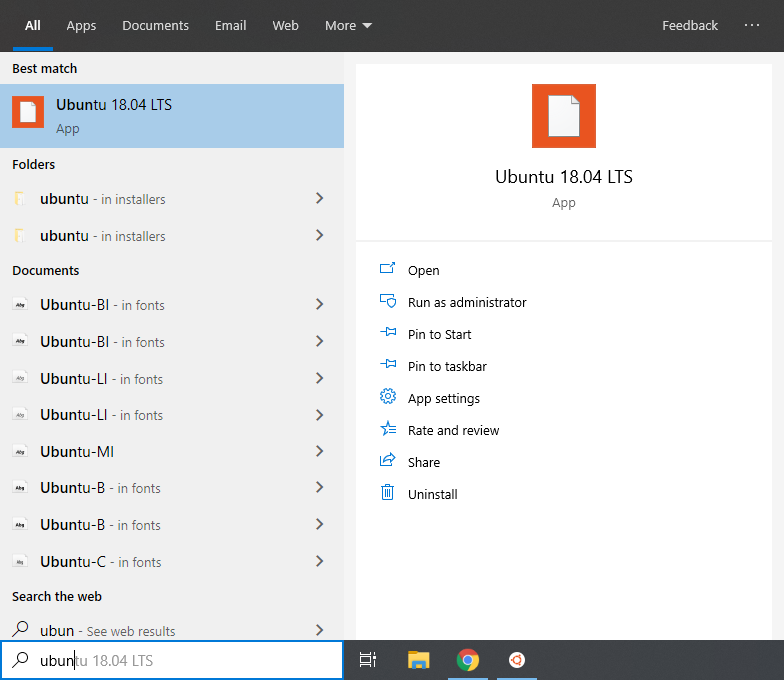 All Apps Documents Email Web More Feedback ...
Best match
Ubuntu 18.04 LTS
App
Folders
ubuntu - in installers
ubuntu - in installers
Documents
Ubuntu-BI - in fonts
Ubuntu-BI - in fonts
Ubuntu-LI - in fonts
Ubuntu-LI - in fonts
Ubuntu-MI
Ubuntu-B - in fonts
Ubuntu-B - in fonts
Ubuntu-C - in fonts
Search the web
ubun - See web results
ubuntu 18.04 LTS
Ubuntu 18.04 LTS
App
Open
Run as administrator
Pin to Start
Pin to taskbar
App settings
Rate and review
Share
Uninstall